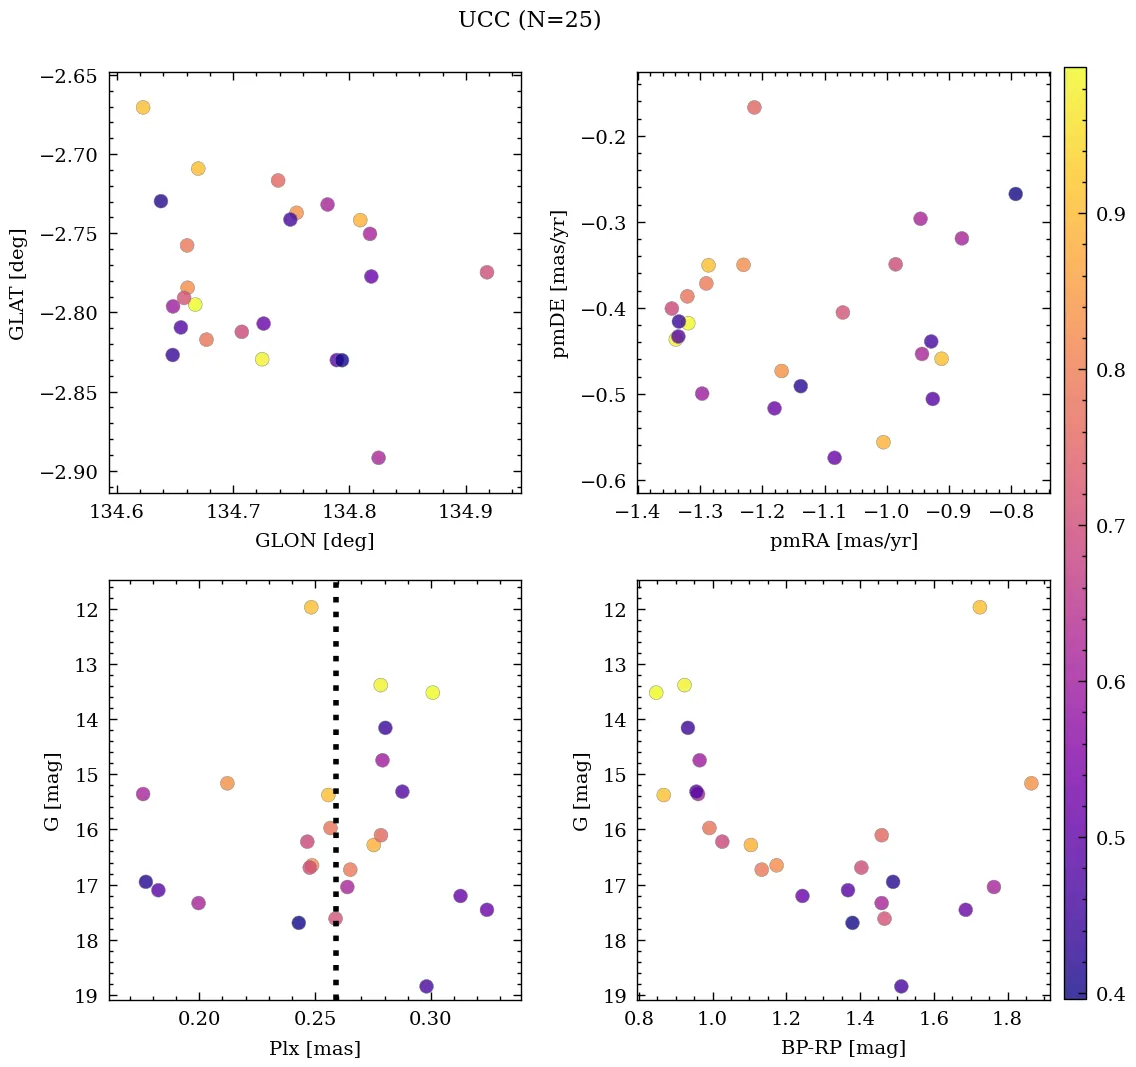 UCC (N=25)
−2.65
−2.70
−2.75
−2.80
−2.85
−2.90
GLAT [deg]
134.6 134.7 134.8 134.9
GLON [deg]
−0.2
−0.3
−0.4
−0.5
−0.6
pmDE [mas/yr]
−1.4 −1.3 −1.2 −1.1 −1.0 −0.9 −0.8
pmRA [mas/yr]
12
13
14
15
16
17
18
19
G [mag]
0.20 0.25 0.30
Plx [mas]
12
13
14
15
16
17
18
19
G [mag]
0.8 1.0 1.2 1.4 1.6 1.8
BP-RP [mag]
0.9
0.8
0.7
0.6
0.5
0.4